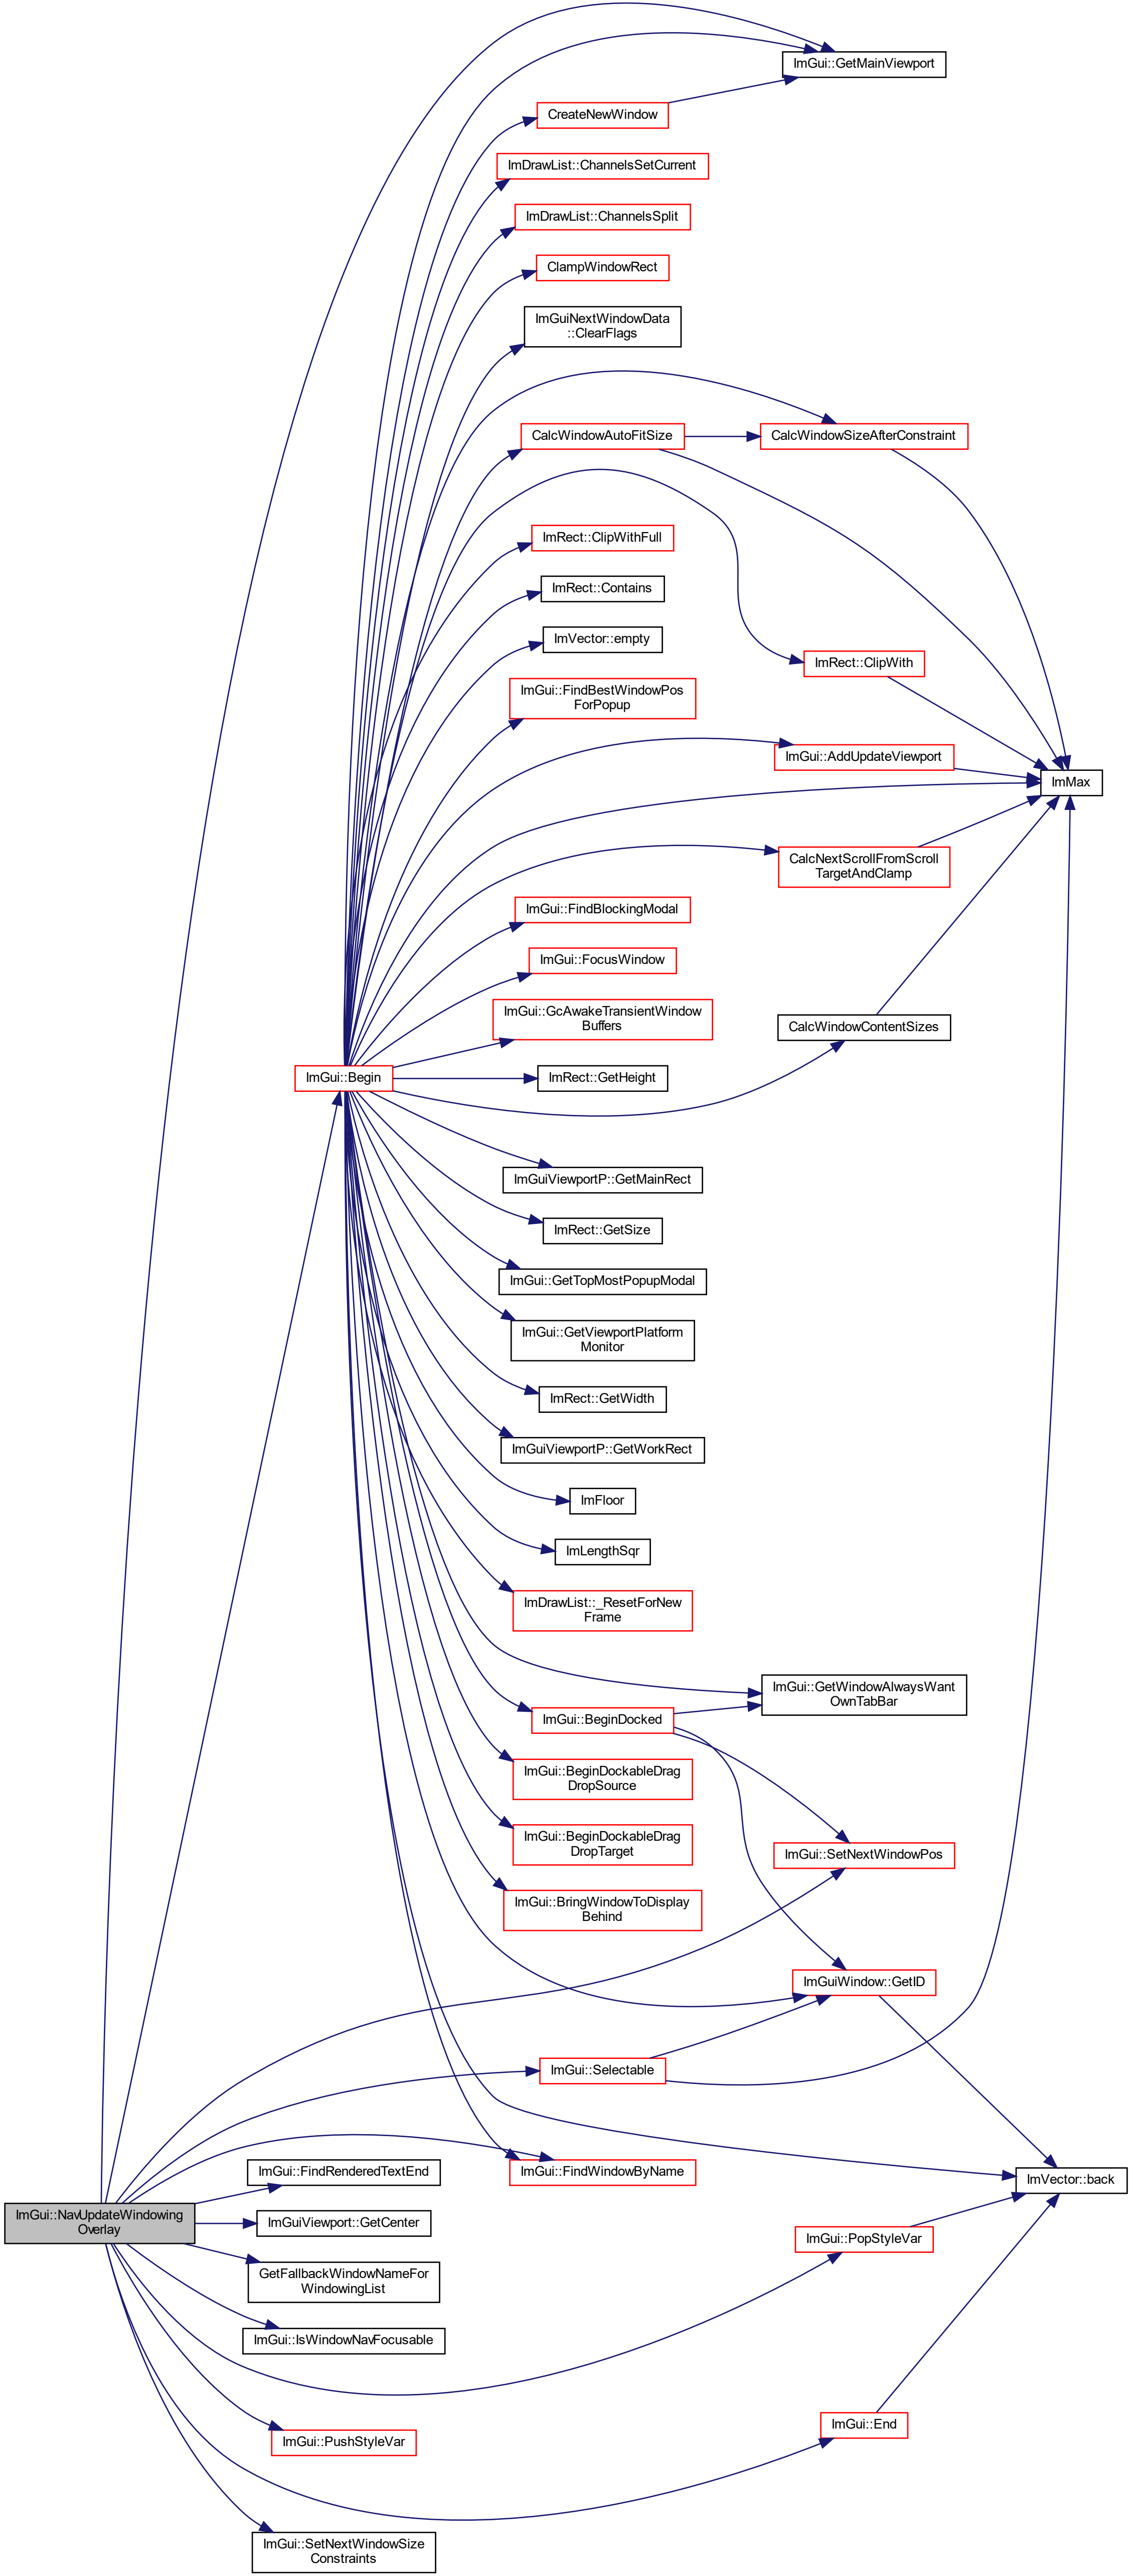 ImGui::GetMainViewport
CreateNewWindow
ImDrawList::ChannelsSetCurrent
ImDrawList::ChannelsSplit
ClampWindowRect
ImGuiNextWindowData
::ClearFlags
CalcWindowAutoFitSize
CalcWindowSizeAfterConstraint
ImRect::ClipWithFull
ImRect::Contains
ImVector::empty
ImRect::ClipWith
ImGui::FindBestWindowPos
ForPopup
ImGui::AddUpdateViewport
ImMax
CalcNextScrollFromScroll
TargetAndClamp
ImGui::FindBlockingModal
ImGui::FocusWindow
ImGui::GcAwakeTransientWindow
Buffers
CalcWindowContentSizes
ImGui::Begin
ImRect::GetHeight
ImGuiViewportP::GetMainRect
ImRect::GetSize
ImGui::GetTopMostPopupModal
ImGui::GetViewportPlatform
Monitor
ImRect::GetWidth
ImGuiViewportP::GetWorkRect
ImFloor
ImLengthSqr
ImDrawList::_ResetForNew
Frame
ImGui::GetWindowAlwaysWant
OwnTabBar
ImGui::BeginDocked
ImGui::BeginDockableDrag
DropSource
ImGui::BeginDockableDrag
DropTarget
ImGui::SetNextWindowPos
ImGui::BringWindowToDisplay
Behind
ImGuiWindow::GetID
ImGui::Selectable
ImGui::FindRenderedTextEnd
ImGui::FindWindowByName
ImVector::back
ImGui::NavUpdateWindowing
Overlay
ImGuiViewport::GetCenter
ImGui::PopStyleVar
GetFallbackWindowNameFor
WindowingList
ImGui::IsWindowNavFocusable
ImGui::End
ImGui::PushStyleVar
ImGui::SetNextWindowSize
Constraints